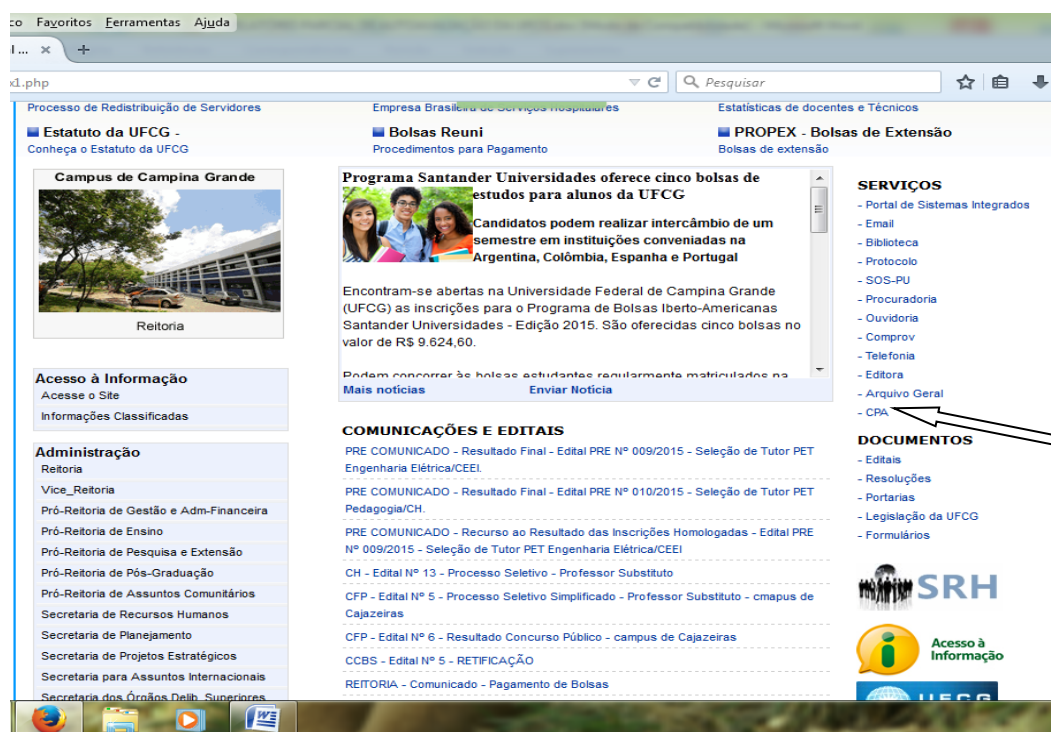 co Favoritos Ferramentas Ajuda
l ... × +
x1.php
Pesquisar
Processo de Redistribuição de Servidores
Empresa Brasileira de Serviços Hospitalares
Estatísticas de docentes e Técnicos
Estatuto da UFCG -
Conheça o Estatuto da UFCG
Bolsas Reuni
Procedimentos para Pagamento
PROPEX - Bolsas de Extensão
Bolsas de extensão
Campus de Campina Grande
Reitoria
Acesso à Informação
Acesse o Site
Informações Classificadas
Administração
Reitoria
Vice_Reitoria
Pró-Reitoria de Gestão e Adm-Financeira
Pró-Reitoria de Ensino
Pró-Reitoria de Pesquisa e Extensão
Pró-Reitoria de Pós-Graduação
Pró-Reitoria de Assuntos Comunitários
Secretaria de Recursos Humanos
Secretaria de Planejamento
Secretaria de Projetos Estratégicos
Secretaria para Assuntos Internacionais
Secretaria dos Órgãos Delib. Superiores
Programa Santander Universidades oferece cinco bolsas de
estudos para alunos da UFCG
Candidatos podem realizar intercâmbio de um
semestre em instituições conveniadas na
Argentina, Colômbia, Espanha e Portugal
Encontram-se abertas na Universidade Federal de Campina Grande
(UFCG) as inscrições para o Programa de Bolsas Iberto-Americanas
Santander Universidades - Edição 2015. São oferecidas cinco bolsas no
valor de R$ 9.624,60.
Podem concorrer às bolsas estudantes regularmente matriculados na
Mais notícias
Enviar Notícia
COMUNICAÇÕES E EDITAIS
PRE COMUNICADO - Resultado Final - Edital PRE Nº 009/2015 - Seleção de Tutor PET
Engenharia Elétrica/CEEI.
PRE COMUNICADO - Resultado Final - Edital PRE Nº 010/2015 - Seleção de Tutor PET
Pedagogia/CH.
PRE COMUNICADO - Recurso ao Resultado das Inscrições Homologadas - Edital PRE
Nº 009/2015 - Seleção de Tutor PET Engenharia Elétrica/CEEI
CH - Edital Nº 13 - Processo Seletivo - Professor Substituto
CFP - Edital Nº 5 - Processo Seletivo Simplificado - Professor Substituto - cmapus de
Cajazeiras
CFP - Edital Nº 6 - Resultado Concurso Público - campus de Cajazeiras
CCBS - Edital Nº 5 - RETIFICAÇÃO
REITORIA - Comunicado - Pagamento de Bolsas
SERVIÇOS
- Portal de Sistemas Integrados
- Email
- Biblioteca
- Protocolo
- SOS-PU
- Procuradoria
- Ouvidoria
- Comprov
- Telefonia
- Editora
- Arquivo Geral
- CPA
DOCUMENTOS
- Editais
- Resoluções
- Portarias
- Legislação da UFCG
- Formulários
SRH
Acesso à
Informação
UFCG